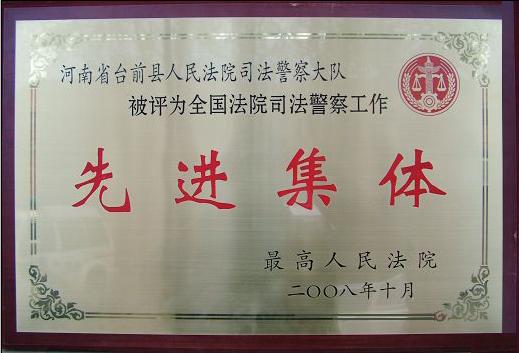 河南省台前县人民法院司法警察大队
被评为全国法院司法警察工作
先进集体
最高人民法院
二〇〇八年十月